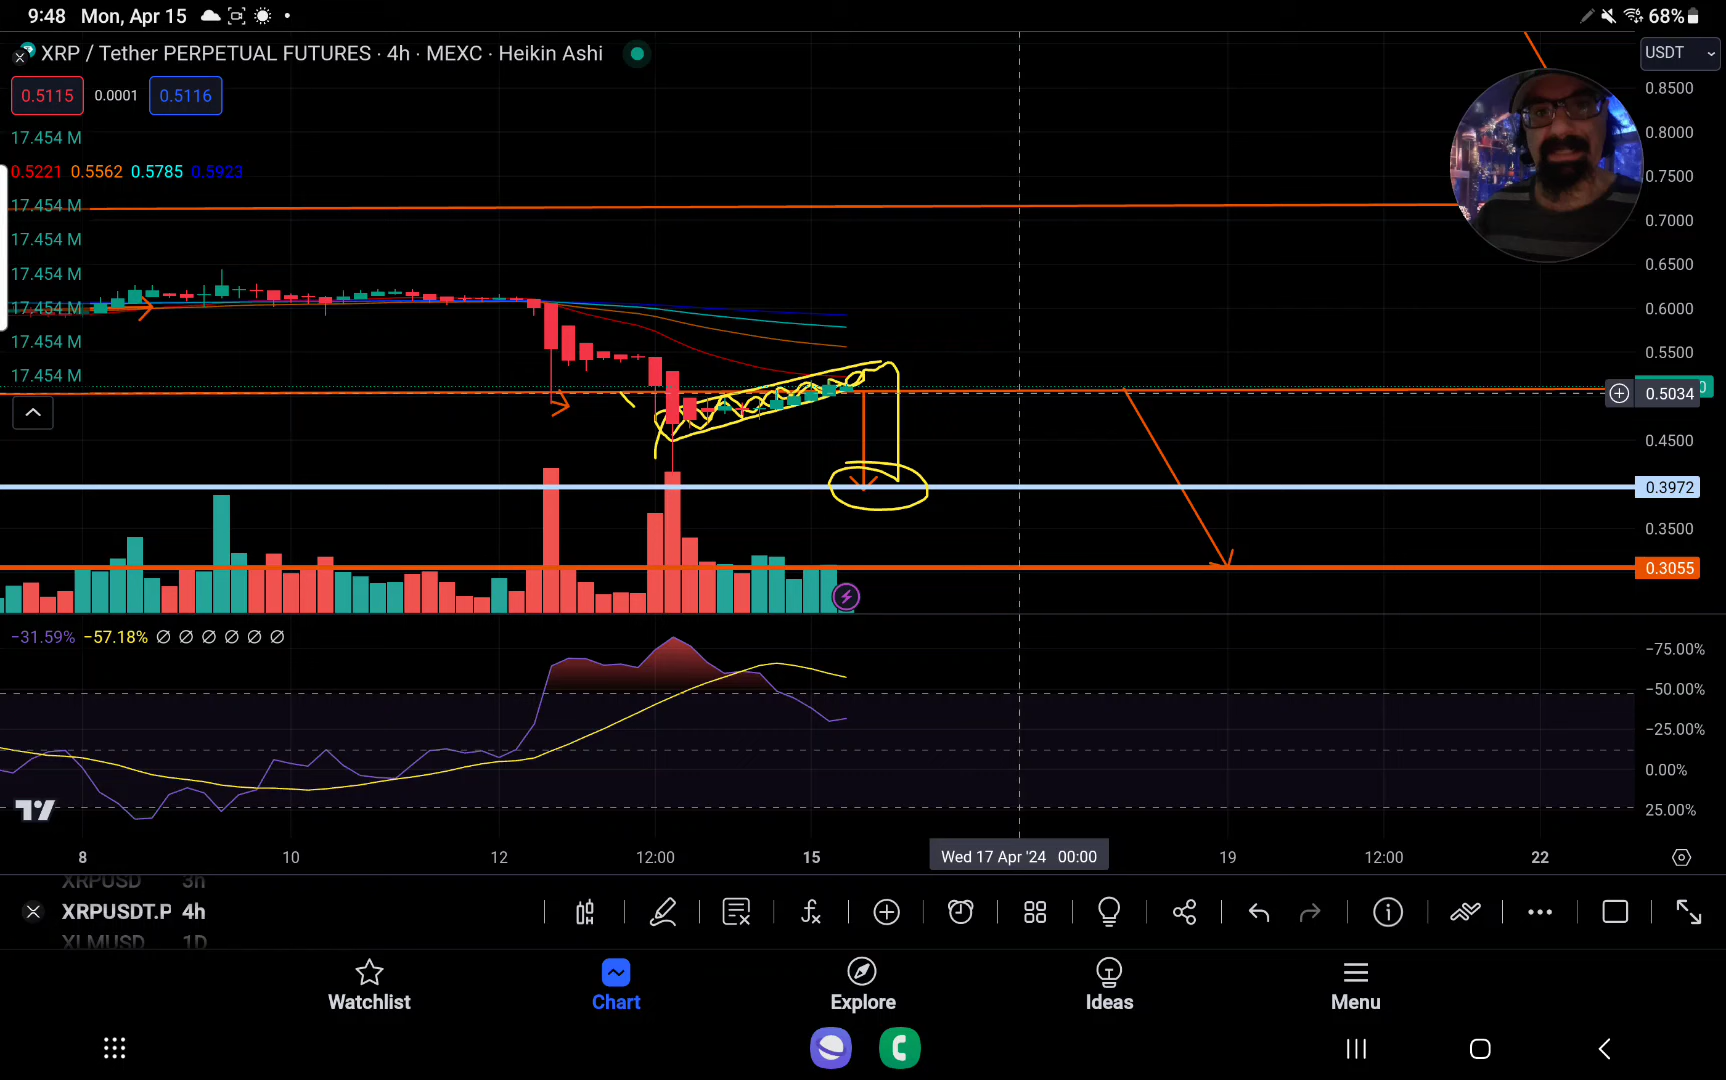 9:48 Mon, Apr 15
68%
XRP / Tether PERPETUAL FUTURES · 4h · MEXC · Heikin Ashi
USDT
0.5115 0.0001 0.5116
0.8500
17.454 M
0.8000
0.5221 0.5562 0.5785 0.5923
0.7500
17.454 M
0.7000
17.454 M
0.6500
17.454 M
17.454 M
0.6000
17.454 M
0.5500
17.454 M
0
0.5034
0.4500
0.3972
0.3500
0.3055
−31.59% −57.18% ∅ ∅ ∅ ∅ ∅ ∅
−75.00%
−50.00%
−25.00%
0.00%
25.00%
8 10 12 12:00 15 Wed 17 Apr '24 00:00 19 12:00 22
XRPUSD 3h
XRPUSDT.P 4h
XLMUSD 1D
Watchlist Chart Explore Ideas Menu